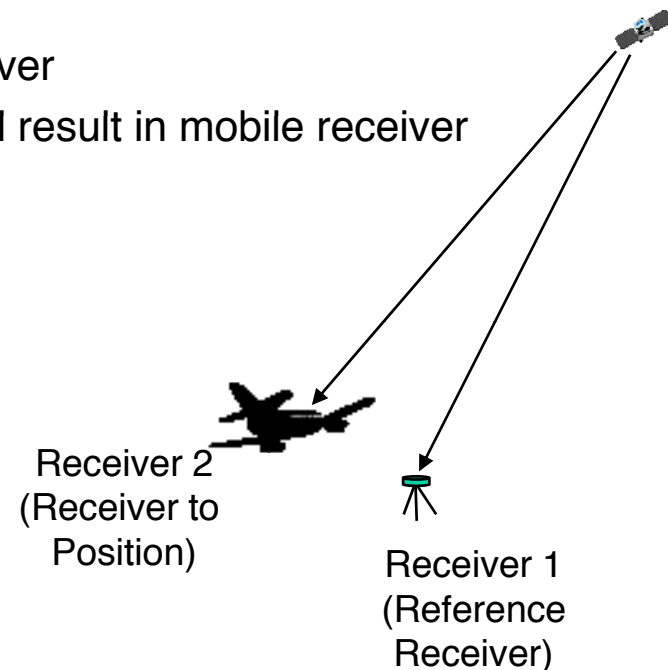 ver
l result in mobile receiver
Receiver 2
(Receiver to
Position)
Receiver 1
(Reference
Receiver)